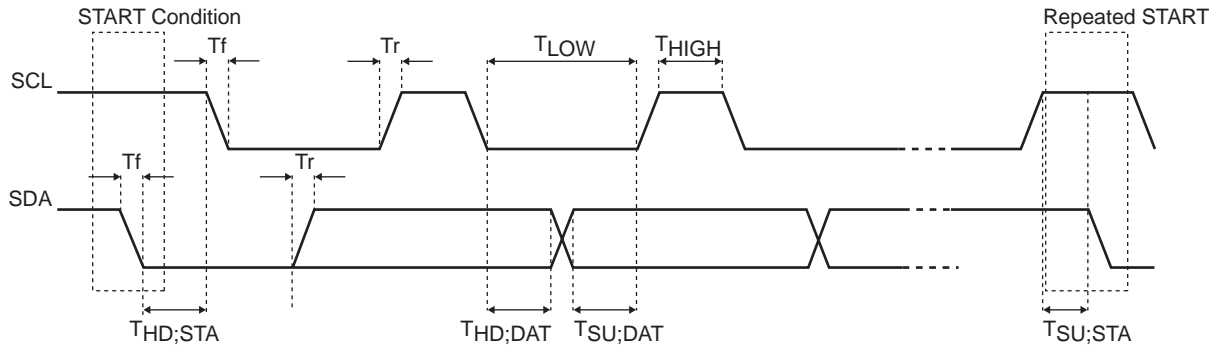 START Condition
Repeated START
Tf
Tr
TLOW
THIGH
SCL
Tf
Tr
SDA
THD;STA
THD;DAT
TSU;DAT
TSU;STA